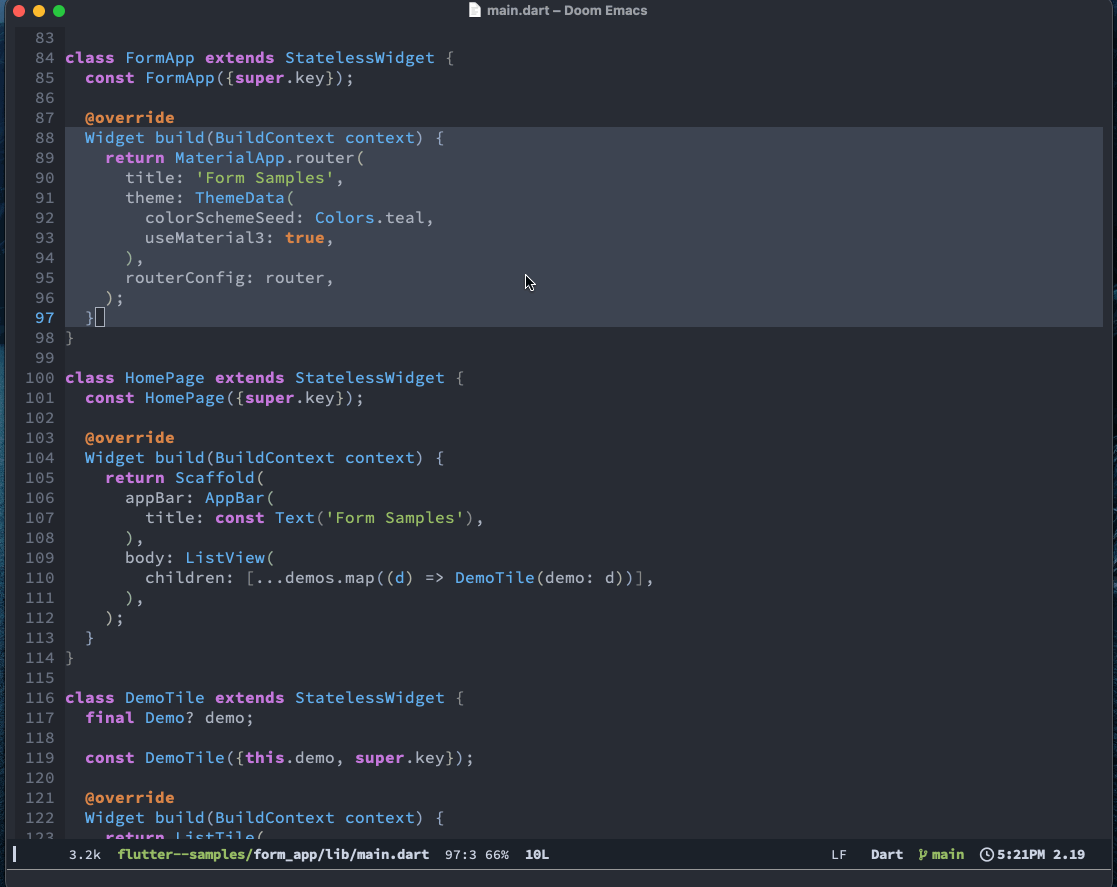 main.dart – Doom Emacs
83
84 class FormApp extends StatelessWidget {
85   const FormApp({super.key});
86
87   @override
88   Widget build(BuildContext context) {
89     return MaterialApp.router(
90       title: 'Form Samples',
91       theme: ThemeData(
92         colorSchemeSeed: Colors.teal,
93         useMaterial3: true,
94       ),
95       routerConfig: router,
96     );
97   }
98 }
99
100 class HomePage extends StatelessWidget {
101   const HomePage({super.key});
102
103   @override
104   Widget build(BuildContext context) {
105     return Scaffold(
106       appBar: AppBar(
107         title: const Text('Form Samples'),
108       ),
109       body: ListView(
110         children: [...demos.map((d) => DemoTile(demo: d))],
111       ),
112     );
113   }
114 }
115
116 class DemoTile extends StatelessWidget {
117   final Demo? demo;
118
119   const DemoTile({this.demo, super.key});
120
121   @override
122   Widget build(BuildContext context) {
123     return ListTile(
3.2k flutter--samples/form_app/lib/main.dart 97:3 66% 10L LF Dart main 5:21PM 2.19